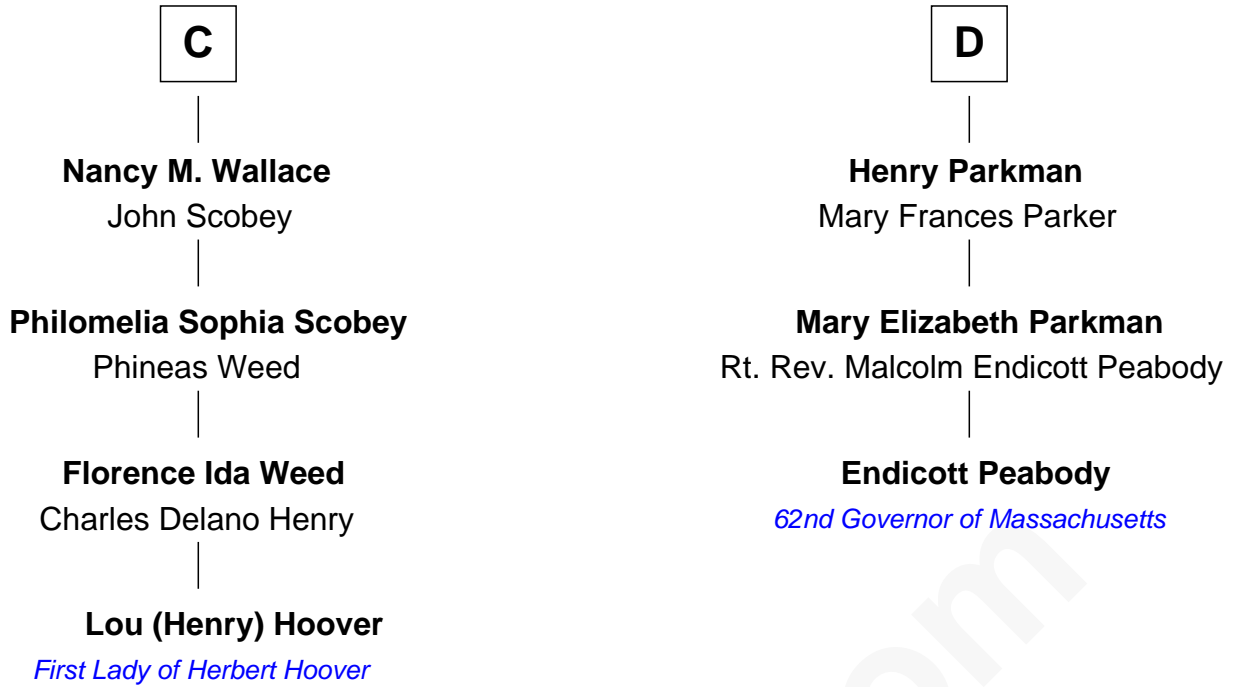 C
Nancy M. Wallace
John Scobey
Philomelia Sophia Scobey
Phineas Weed
Florence Ida Weed
Charles Delano Henry
Lou (Henry) Hoover
First Lady of Herbert Hoover
D
Henry Parkman
Mary Frances Parker
Mary Elizabeth Parkman
Rt. Rev. Malcolm Endicott Peabody
Endicott Peabody
62nd Governor of Massachusetts
om